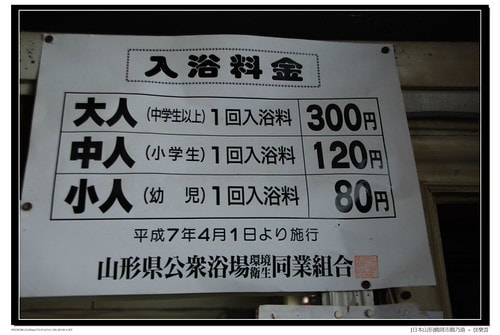 入浴料金
大人(中学生以上)1回入浴料 300円
中人(小学生)1回入浴料 120円
小人(幼児)1回入浴料 80円
平成7年4月1日より施行
山形県公衆浴場環境衛生同業組合